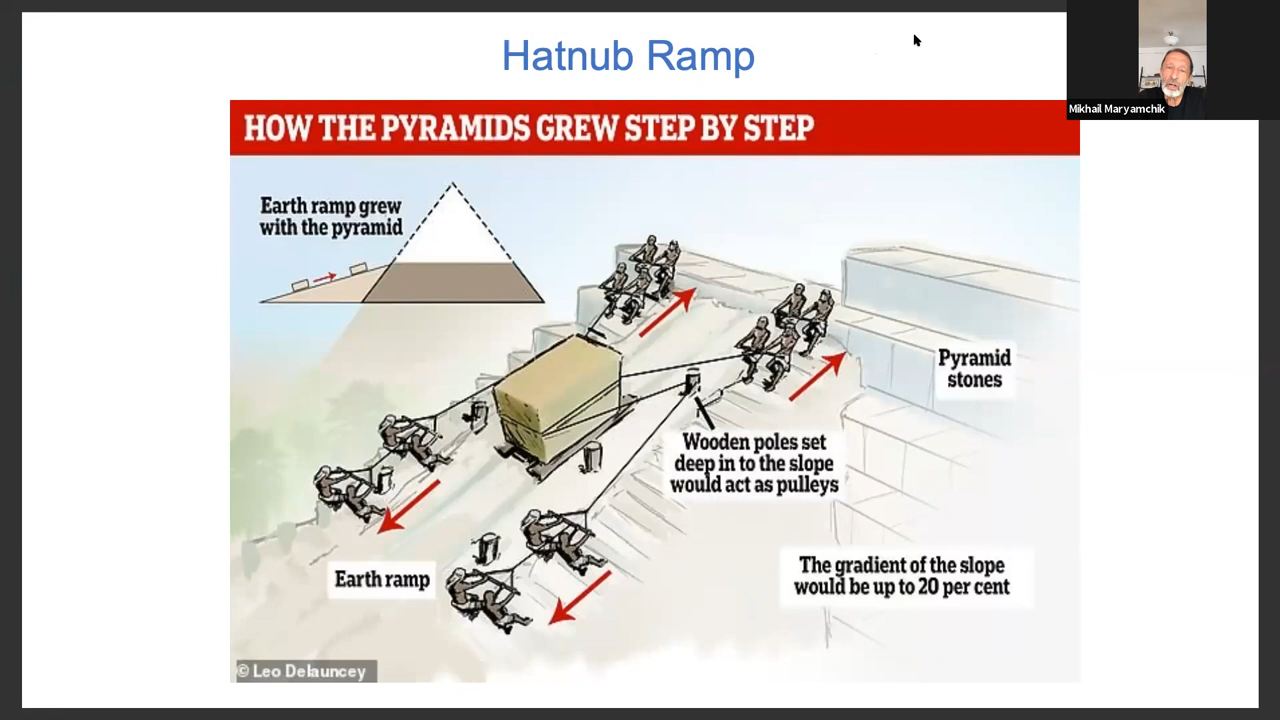 Hatnub Ramp
Mikhail Maryamchik
HOW THE PYRAMIDS GREW STEP BY STEP
Earth ramp grew
with the pyramid
Pyramid
stones
Wooden poles set
deep in to the slope
would act as pulleys
Earth ramp
The gradient of the slope
would be up to 20 per cent
© Leo Delauncey